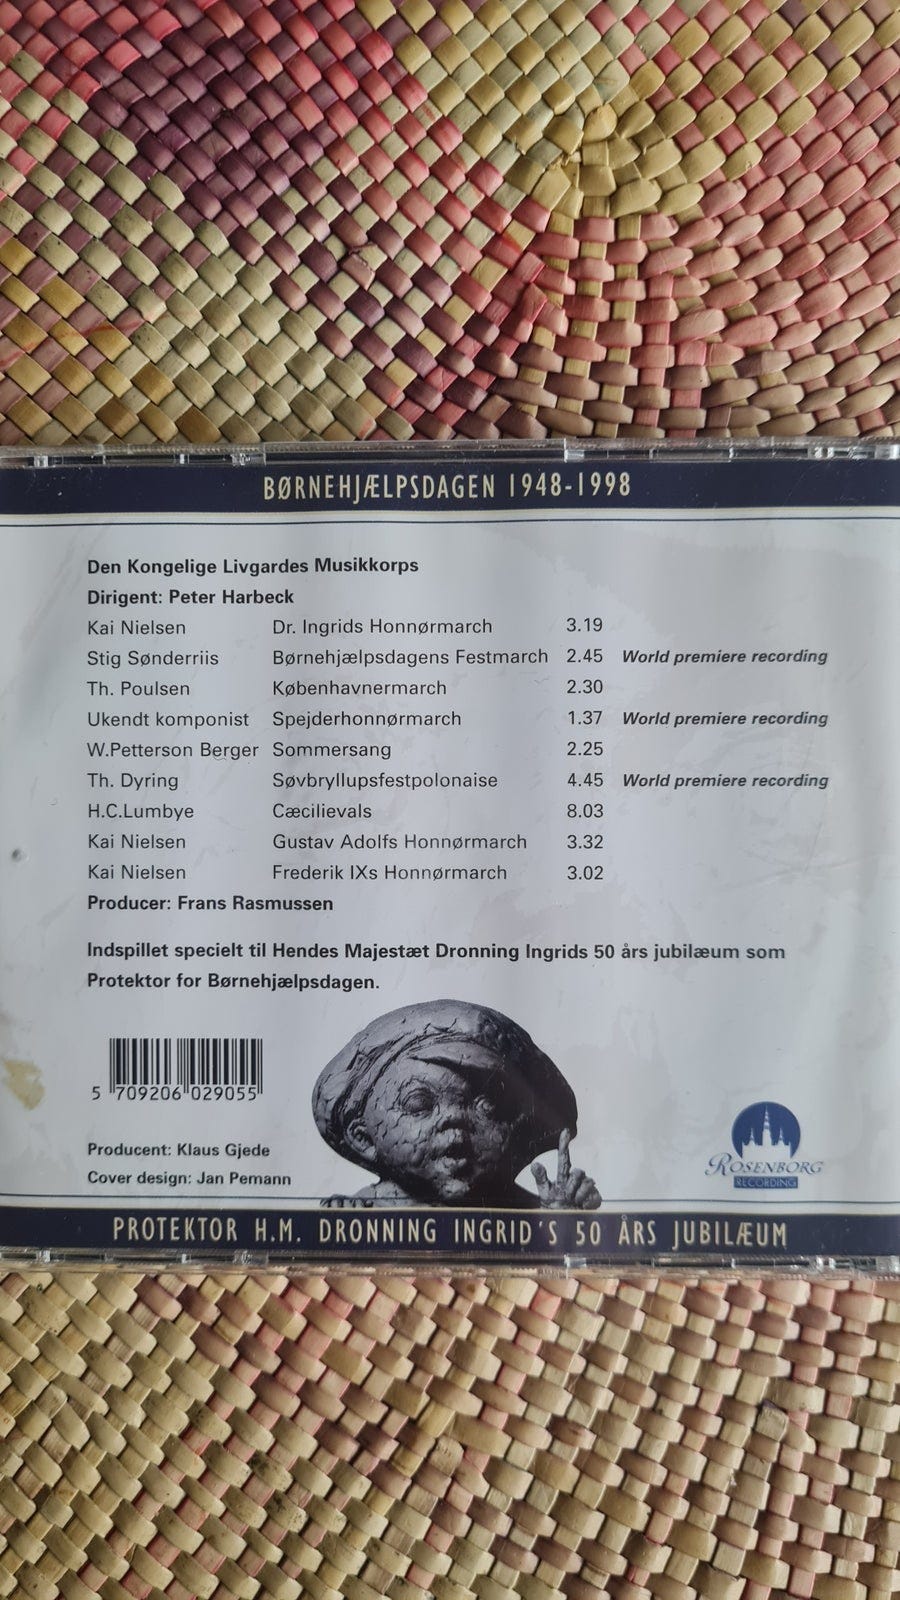 BØRNEHJÆLPSDAGEN 1948-1998
Den Kongelige Livgardes Musikkorps
Dirigent: Peter Harbeck
Kai Nielsen Dr. Ingrids Honnørmarch 3.19
Stig Sønderriis Børnehjælpsdagens Festmarch 2.45 World premiere recording
Th. Poulsen Københavnermarch 2.30
Ukendt komponist Spejderhonnørmarch 1.37 World premiere recording
W.Petterson Berger Sommersang 2.25
Th. Dyring Søvbryllupsfestpolonaise 4.45 World premiere recording
H.C.Lumbye Cæcilievals 8.03
Kai Nielsen Gustav Adolfs Honnørmarch 3.32
Kai Nielsen Frederik IXs Honnørmarch 3.02
Producer: Frans Rasmussen
Indspillet specielt til Hendes Majestæt Dronning Ingrids 50 års jubilæum som
Protektor for Børnehjælpsdagen.
5 709206 029055
Producent: Klaus Gjede
Cover design: Jan Pemann
ROSENBORG
RECORDING
PROTEKTOR H.M. DRONNING INGRID'S 50 ÅRS JUBILÆUM